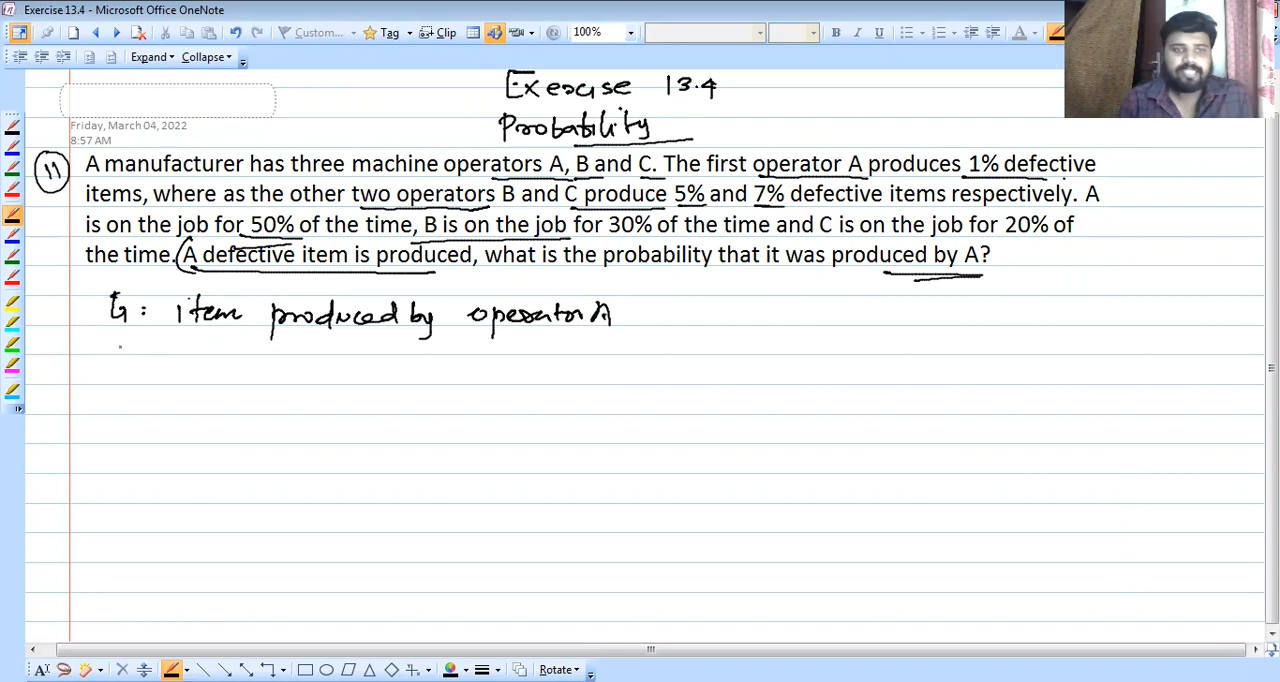 Exercise 13.4 - Microsoft Office OneNote
Custom... Tag Clip 100% B I U A
Expand Collapse
Exercise 13.4
Probability
Friday, March 04, 2022
8:57 AM
11 A manufacturer has three machine operators A, B and C. The first operator A produces 1% defective
items, where as the other two operators B and C produce 5% and 7% defective items respectively. A
is on the job for 50% of the time, B is on the job for 30% of the time and C is on the job for 20% of
the time. (A defective item is produced, what is the probability that it was produced by A?
: item produced by operator A
Rotate